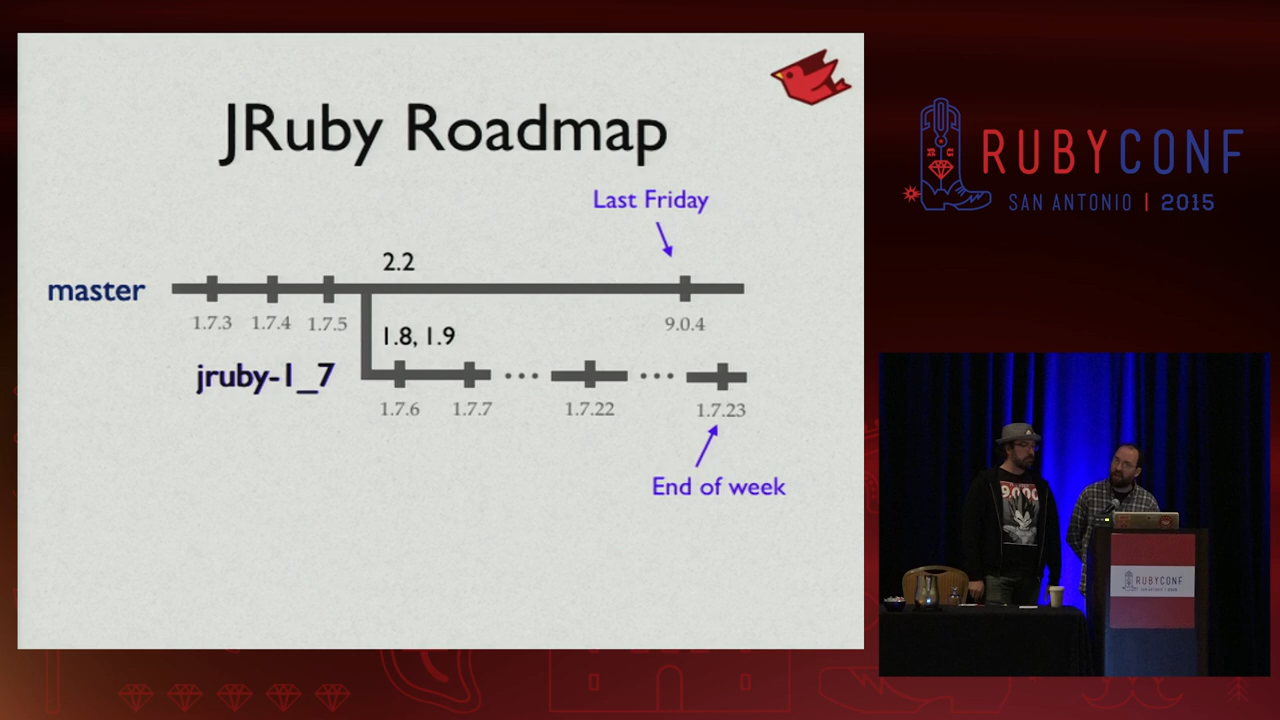 JRuby Roadmap
Last Friday
2.2
master
1.7.3 1.7.4 1.7.5 9.0.4
1.8, 1.9
jruby-1_7
1.7.6 1.7.7 ... 1.7.22 ... 1.7.23
End of week
RUBYCONF
SAN ANTONIO | 2015
RUBYCONF